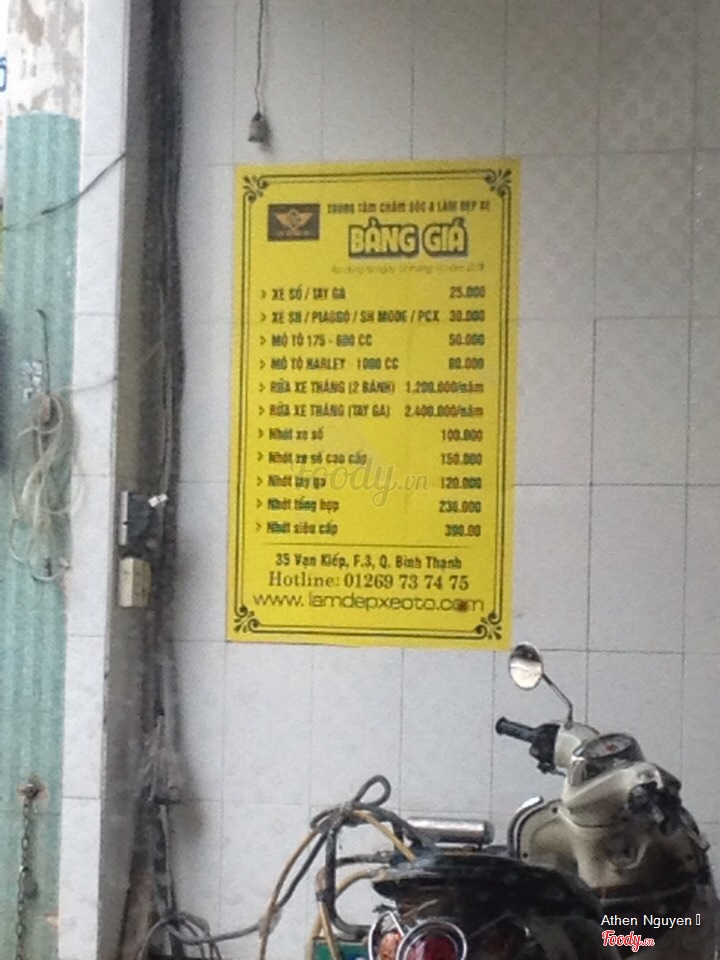 TRUNG TÂM CHĂM SÓC & LÀM ĐẸP XE
BẢNG GIÁ
> XE SỐ / TAY GA 25.000
> XE SH / PIAGGO / SH MODE / PCX 30.000
> MÔ TÔ 175 - 600 CC 50.000
> MÔ TÔ HARLEY 1000 CC 80.000
> RỬA XE THÁNG (2 BÁNH) 1.200.000/năm
> RỬA XE THÁNG (TAY GA) 2.400.000/năm
> Nhớt xe số 100.000
> Nhớt xe số cao cấp 150.000
> Nhớt tay ga 120.000
> Nhớt tổng hợp 230.000
> Nhớt siêu cấp 390.00
Foody.vn
35 Vạn Kiếp, F.3, Q. Bình Thạnh
Hotline: 01269 73 74 75
www.lamdepxeoto.com
Athen Nguyen
Foody.vn